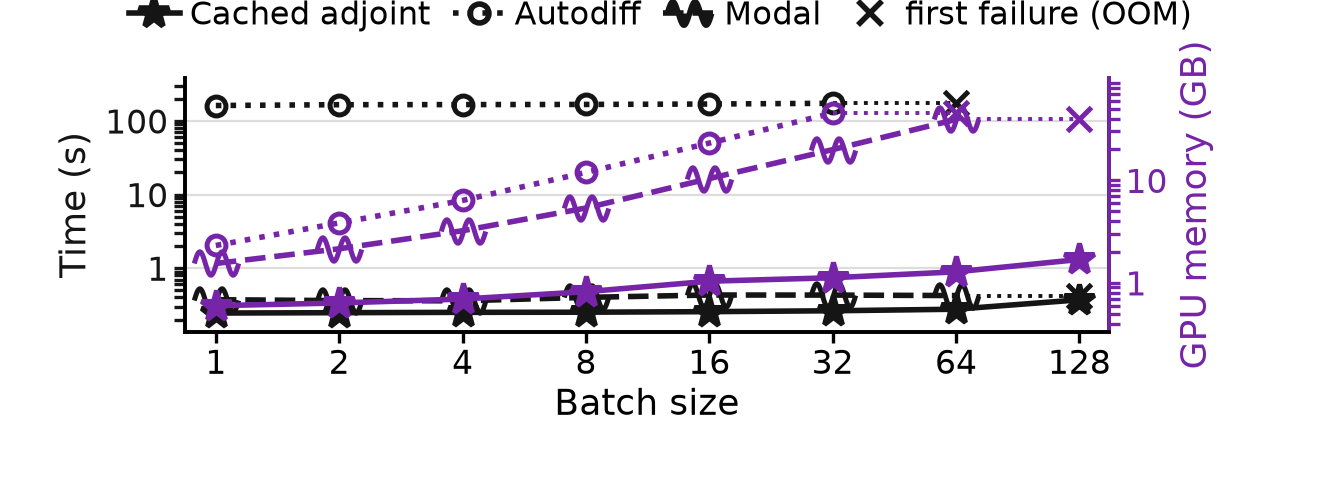 Cached adjoint Autodiff Modal first failure (OOM)
Time (s)
100
10
1
GPU memory (GB)
10
1
1 2 4 8 16 32 64 128
Batch size